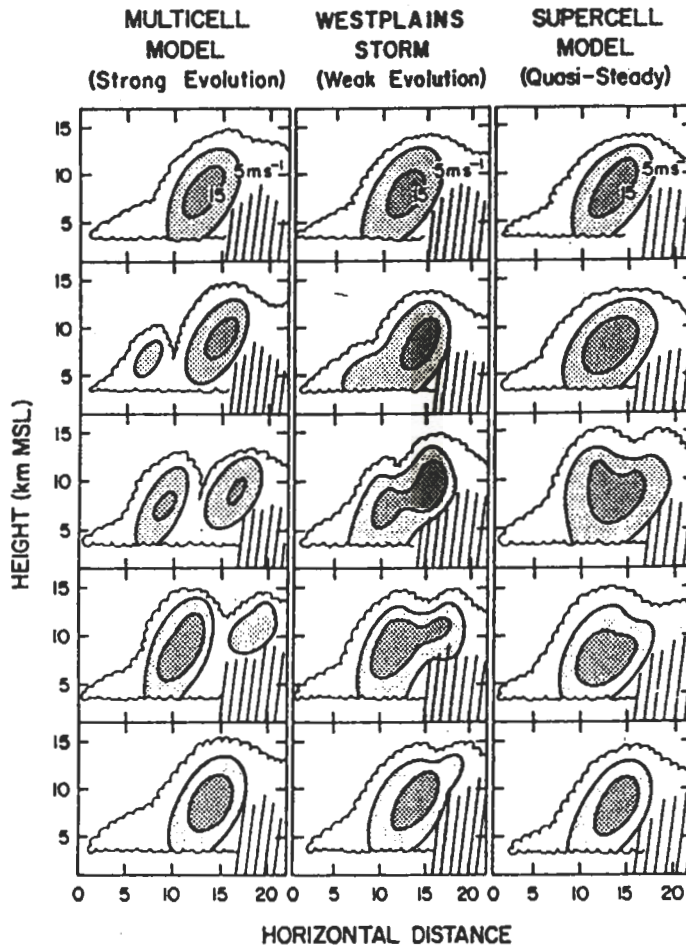 MULTICELL MODEL (Strong Evolution)
WESTPLAINS STORM (Weak Evolution)
SUPERCELL MODEL (Quasi-Steady)
HEIGHT (km MSL)
15 10 5
5ms⁻¹ 15
5ms⁻¹ 15
5ms⁻ 15
15 10 5
15 10 5
15 10 5
15 10 5
0 5 10 15 20 0 5 10 15 20 0 5 10 15 20
HORIZONTAL DISTANCE